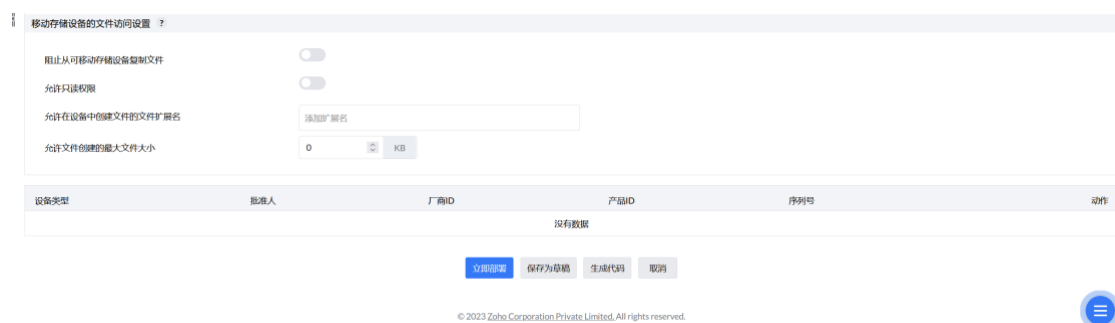 移动存储设备的文件访问设置 ?
阻止从可移动存储设备复制文件
允许只读权限
允许在设备中创建文件的文件扩展名 添加扩展名
允许文件创建的最大文件大小 0 KB
设备类型 批准人 厂商ID 产品ID 序列号 动作
没有数据
立即部署 保存为草稿 生成代码 取消
© 2023 Zoho Corporation Private Limited. All rights reserved.